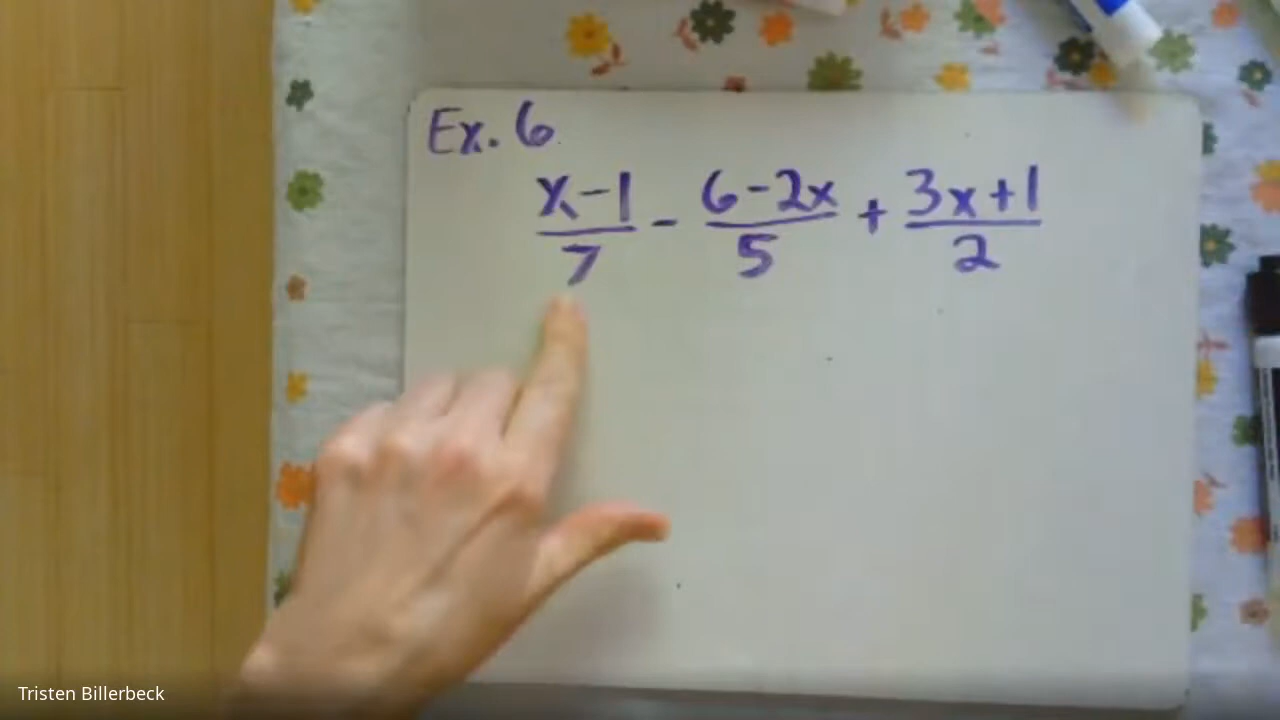 Ex. 6
x-1/7 - 6-2x/5 + 3x+1/2
Tristen Billerbeck